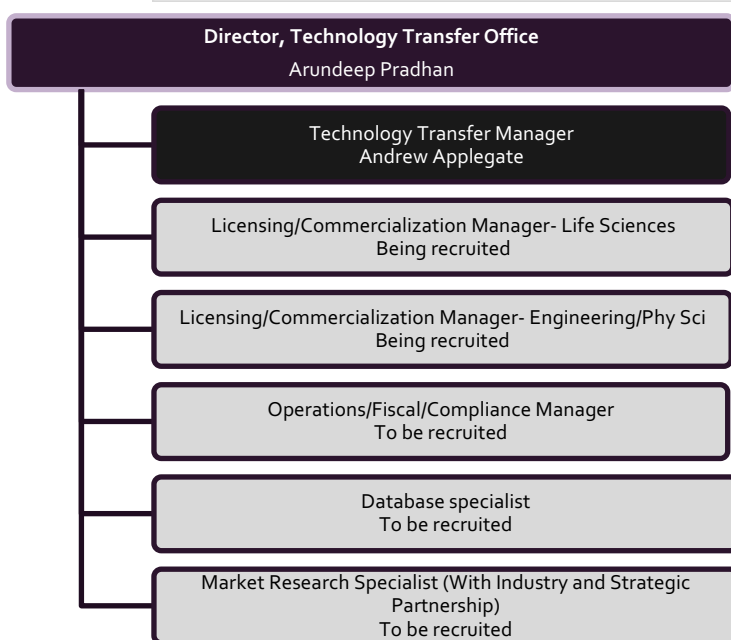 Director, Technology Transfer Office
Arundeep Pradhan
Technology Transfer Manager
Andrew Applegate
Licensing/Commercialization Manager- Life Sciences
Being recruited
Licensing/Commercialization Manager- Engineering/Phy Sci
Being recruited
Operations/Fiscal/Compliance Manager
To be recruited
Database specialist
To be recruited
Market Research Specialist (With Industry and Strategic
Partnership)
To be recruited